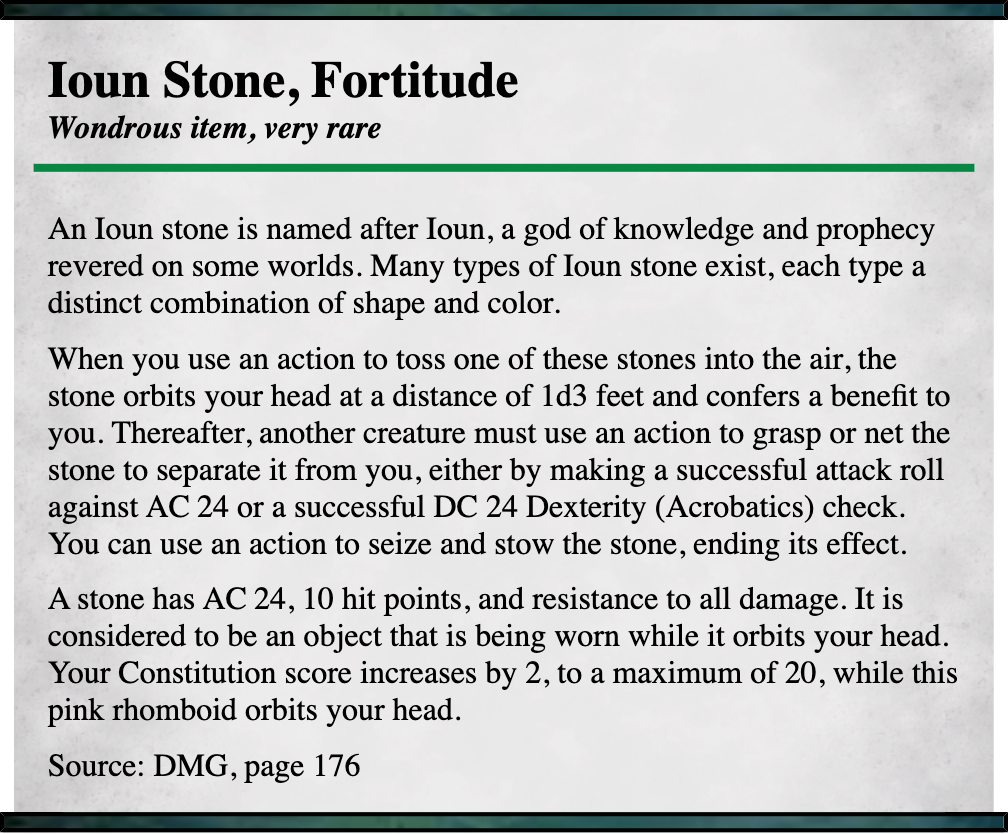 Ioun Stone, Fortitude
Wondrous item, very rare
An Ioun stone is named after Ioun, a god of knowledge and prophecy
revered on some worlds. Many types of Ioun stone exist, each type a
distinct combination of shape and color.
When you use an action to toss one of these stones into the air, the
stone orbits your head at a distance of 1d3 feet and confers a benefit to
you. Thereafter, another creature must use an action to grasp or net the
stone to separate it from you, either by making a successful attack roll
against AC 24 or a successful DC 24 Dexterity (Acrobatics) check.
You can use an action to seize and stow the stone, ending its effect.
A stone has AC 24, 10 hit points, and resistance to all damage. It is
considered to be an object that is being worn while it orbits your head.
Your Constitution score increases by 2, to a maximum of 20, while this
pink rhomboid orbits your head.
Source: DMG, page 176